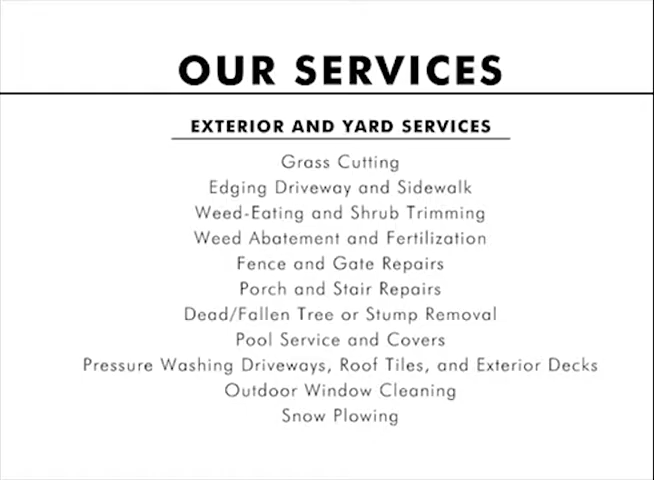 OUR SERVICES
EXTERIOR AND YARD SERVICES
Grass Cutting
Edging Driveway and Sidewalk
Weed-Eating and Shrub Trimming
Weed Abatement and Fertilization
Fence and Gate Repairs
Porch and Stair Repairs
Dead/Fallen Tree or Stump Removal
Pool Service and Covers
Pressure Washing Driveways, Roof Tiles, and Exterior Decks
Outdoor Window Cleaning
Snow Plowing